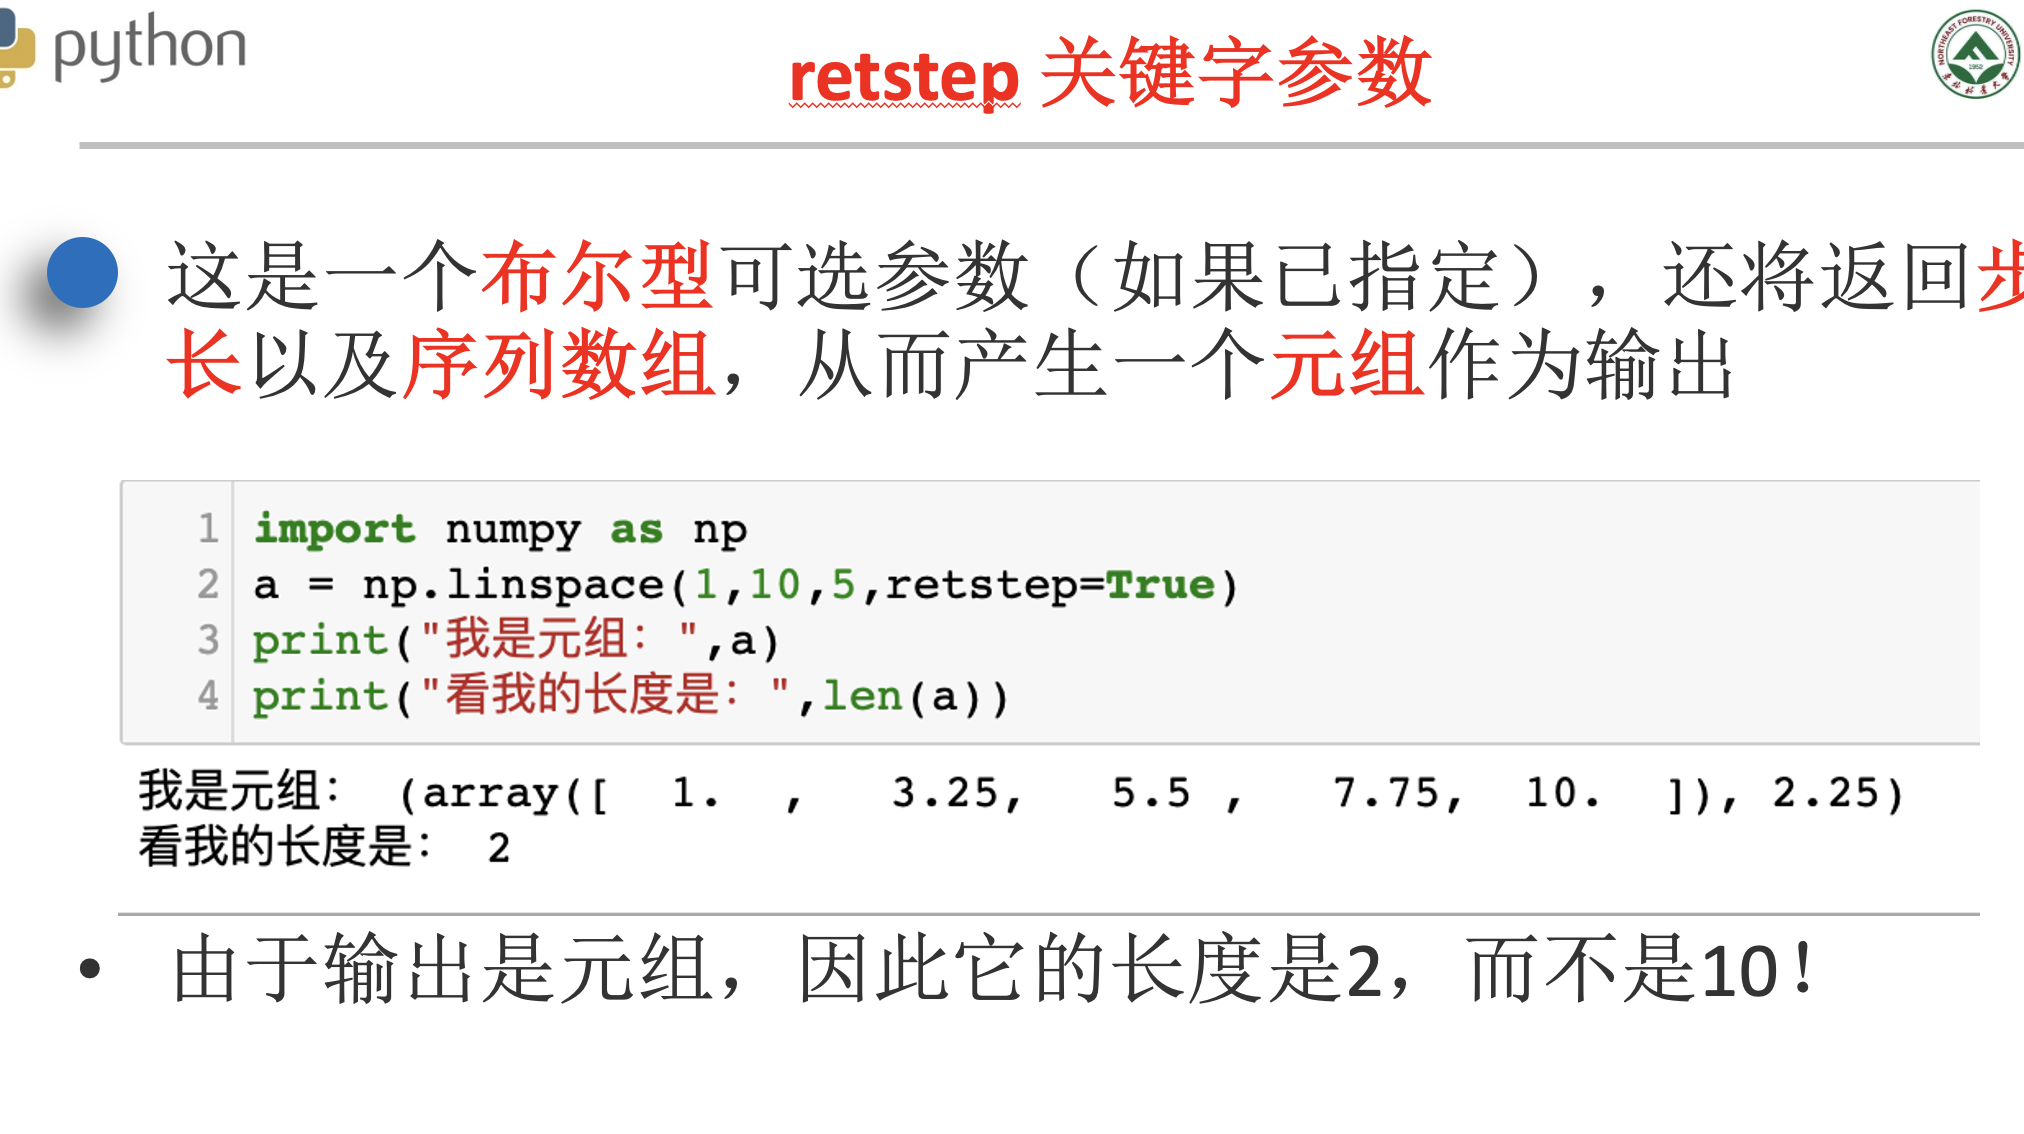 python
retstep 关键字参数
NORTHEAST FORESTRY UNIVERSITY
1952
这是一个布尔型可选参数（如果已指定），还将返回步
长以及序列数组，从而产生一个元组作为输出
1 import numpy as np
2 a = np.linspace(1,10,5,retstep=True)
3 print("我是元组：",a)
4 print("看我的长度是：",len(a))
我是元组： (array([  1.  ,   3.25,   5.5 ,   7.75,  10.  ]), 2.25)
看我的长度是： 2
• 由于输出是元组，因此它的长度是2，而不是10！